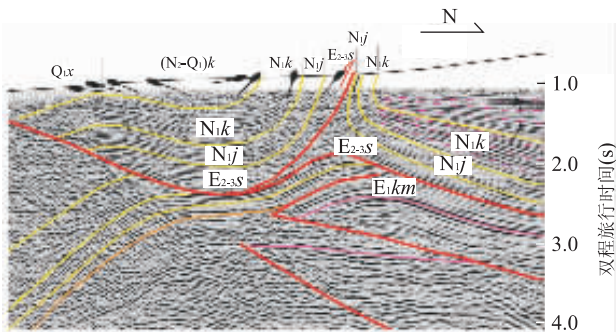 N
N₁j
E₂₋₃s
Q₁x
(N₂-Q₁)k
N₁k
N₁j
N₁k
1.0
N₁k
N₁k
N₁j
E₂₋₃s
N₁j
2.0
E₂₋₃s
E₁km
3.0
4.0
双程旅行时间(s)